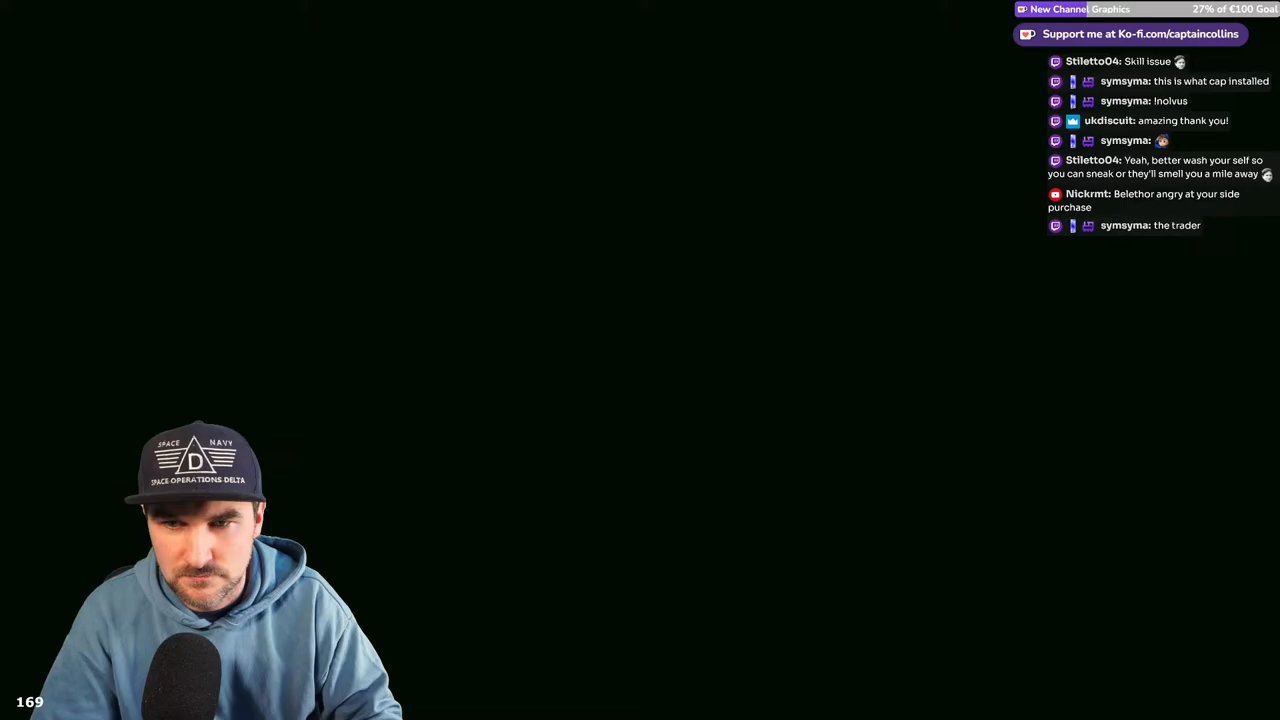 New Channel Graphics 27% of €100 Goal
Support me at Ko-fi.com/captaincollins
Stiletto04: Skill issue
symsyma: this is what cap installed
symsyma: !nolvus
ukdiscuit: amazing thank you!
symsyma:
Stiletto04: Yeah, better wash your self so
you can sneak or they'll smell you a mile away
Nickrmt: Belethor angry at your side
purchase
symsyma: the trader
SPACE NAVY
D
SPACE OPERATIONS DELTA
169